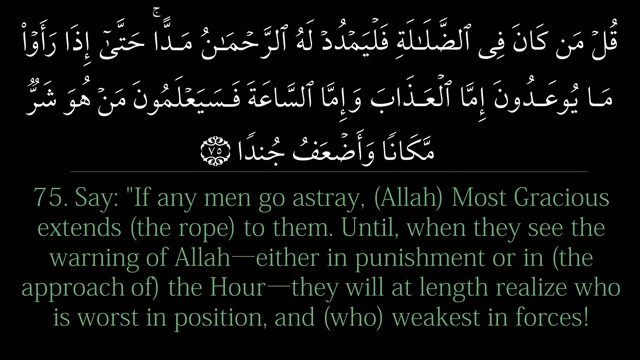 قُلْ مَن كَانَ فِى ٱلضَّلَـٰلَةِ فَلْيَمْدُدْ لَهُ ٱلرَّحْمَـٰنُ مَدًّا ۚ حَتَّىٰٓ إِذَا رَأَوْا۟
مَا يُوعَدُونَ إِمَّا ٱلْعَذَابَ وَإِمَّا ٱلسَّاعَةَ فَسَيَعْلَمُونَ مَنْ هُوَ شَرٌّ
مَّكَانًا وَأَضْعَفُ جُندًا ۝٧٥
75. Say: "If any men go astray, (Allah) Most Gracious
extends (the rope) to them. Until, when they see the
warning of Allah—either in punishment or in (the
approach of) the Hour—they will at length realize who
is worst in position, and (who) weakest in forces!